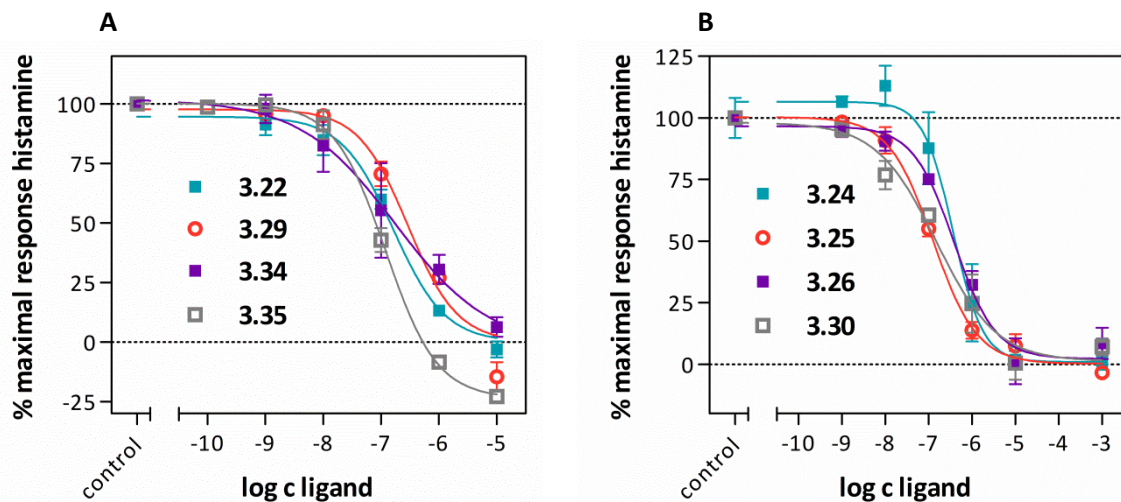 A
% maximal response histamine
100
75
50
25
0
-25
3.22
3.29
3.34
3.35
control
-10 -9 -8 -7 -6 -5
log c ligand
B
% maximal response histamine
125
100
75
50
25
0
3.24
3.25
3.26
3.30
control
-10 -9 -8 -7 -6 -5 -4 -3
log c ligand